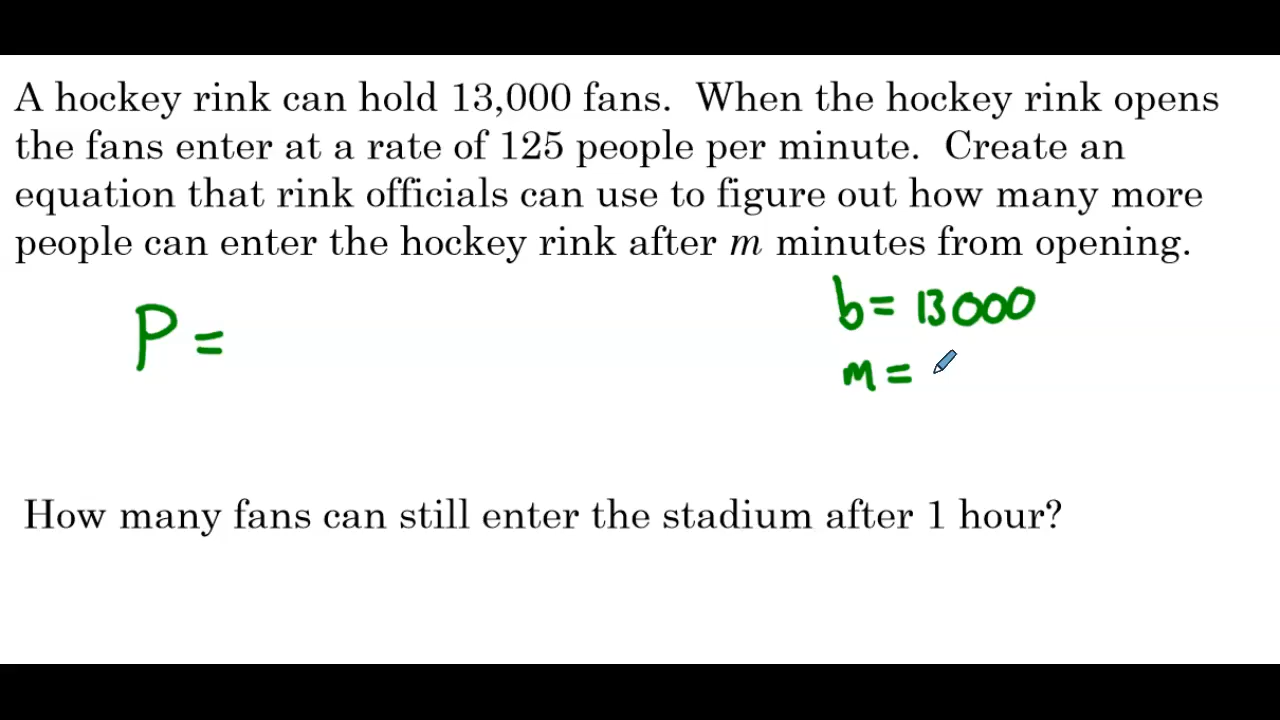 A hockey rink can hold 13,000 fans. When the hockey rink opens
the fans enter at a rate of 125 people per minute. Create an
equation that rink officials can use to figure out how many more
people can enter the hockey rink after m minutes from opening.
P =
b = 13000
m =
How many fans can still enter the stadium after 1 hour?